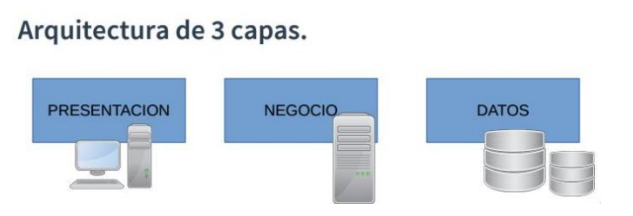 Arquitectura de 3 capas.
PRESENTACION
NEGOCIO
DATOS